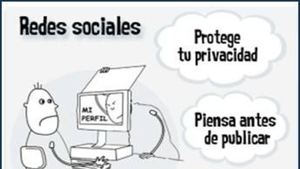 Redes sociales
Protege
tu privacidad
MI
PERFIL
Piensa antes
de publicar